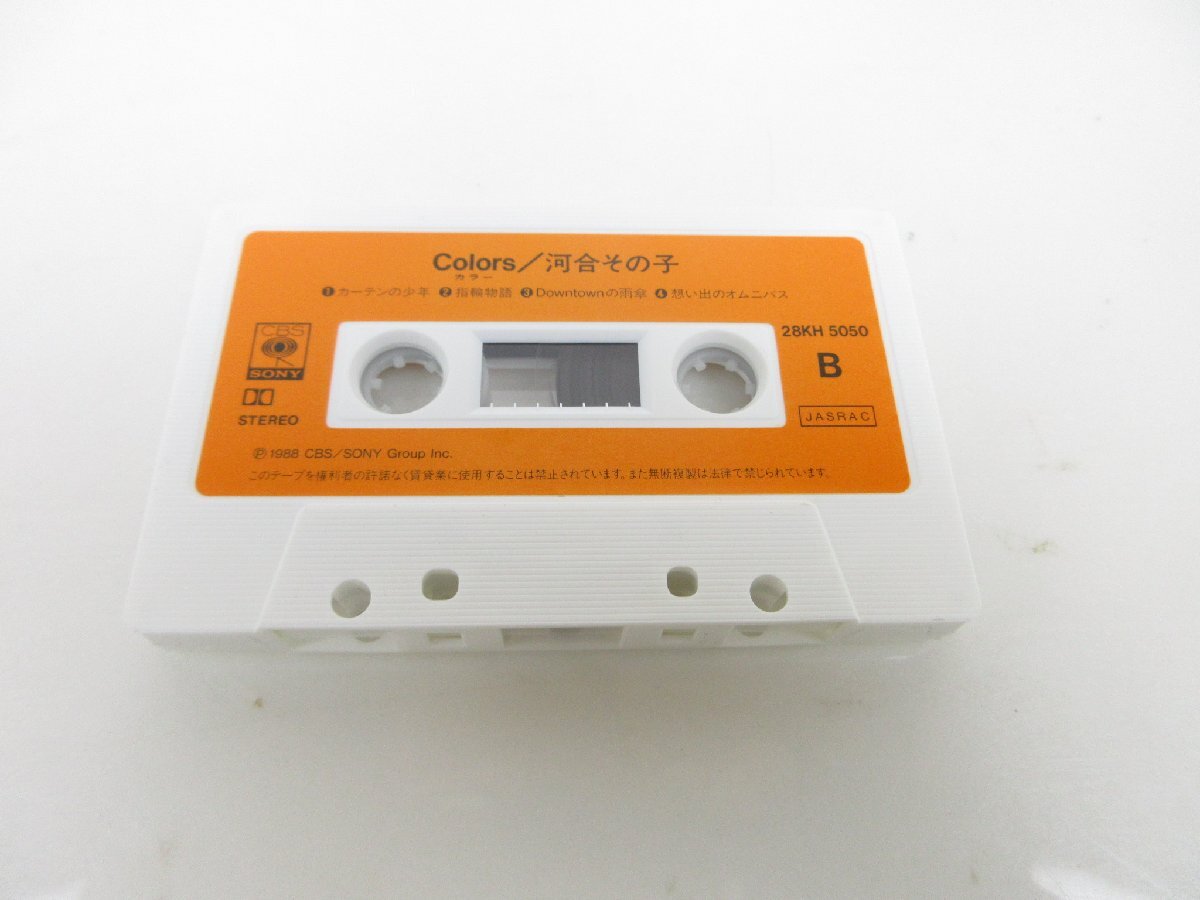 Colors／河合その子
カラー
❶カーテンの少年 ❷指輪物語 ❸Downtownの雨傘 ❹想い出のオムニバス
28KH 5050
CBS
SONY
B
STEREO
JASRAC
Ⓟ1988 CBS/SONY Group Inc.
このテープを権利者の許諾なく賃貸業に使用することは禁止されています。また無断複製は法律で禁じられています。